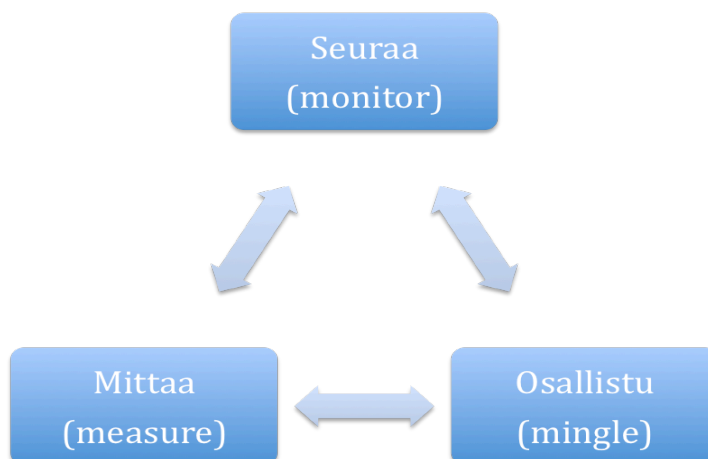 Seuraa
(monitor)
Mittaa
(measure)
Osallistu
(mingle)